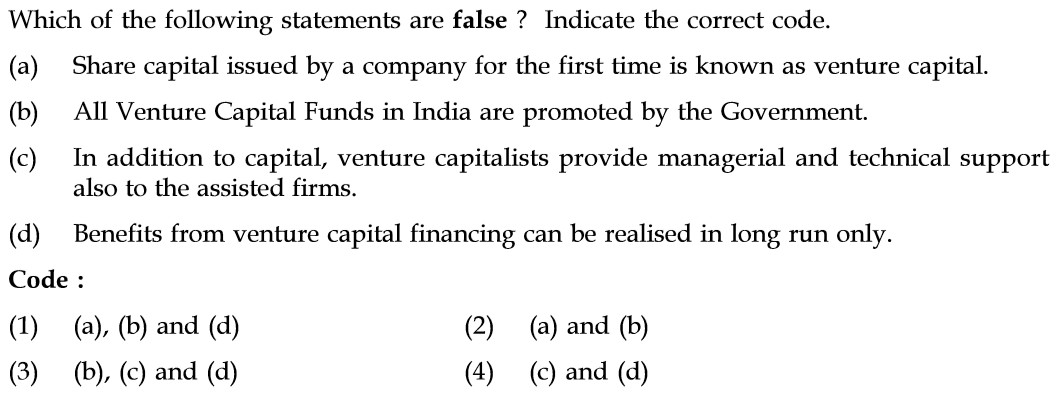 Which of the following statements are false ? Indicate the correct code.
(a) Share capital issued by a company for the first time is known as venture capital.
(b) All Venture Capital Funds in India are promoted by the Government.
(c) In addition to capital, venture capitalists provide managerial and technical support
also to the assisted firms.
(d) Benefits from venture capital financing can be realised in long run only.
Code :
(1) (a), (b) and (d) (2) (a) and (b)
(3) (b), (c) and (d) (4) (c) and (d)